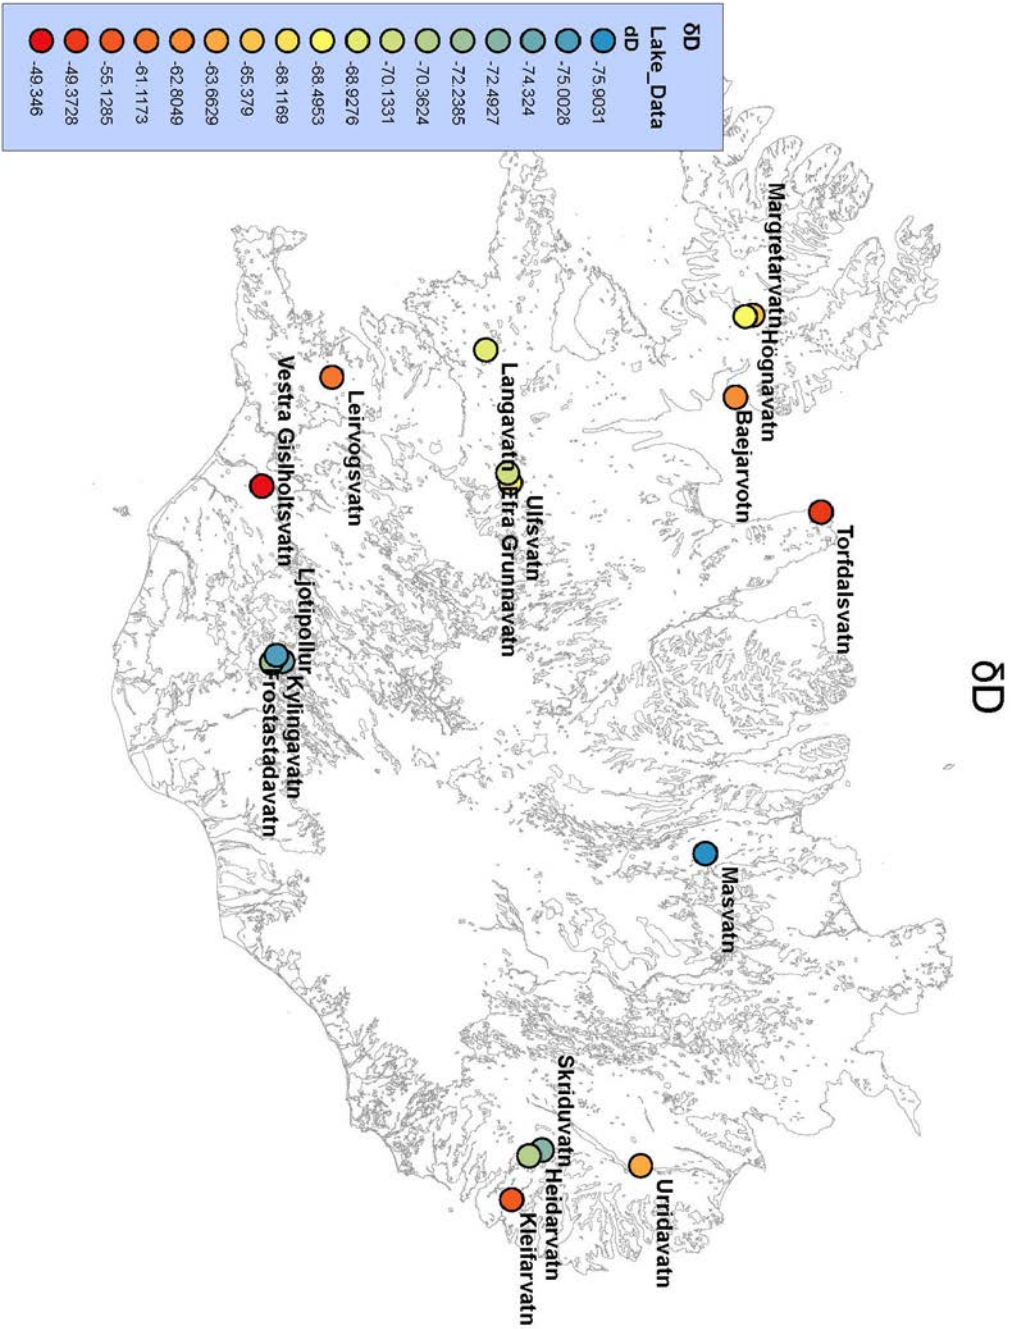 δD
δD
Lake_Data
dD
-75.9031
-75.0028
-74.324
-72.4927
-72.2385
-70.3624
-70.1331
-68.9276
-68.4953
-68.1169
-65.379
-63.6629
-62.8049
-61.1173
-55.1285
-49.3728
-49.346
Torfdalsvatn
Margretarvatn
Högnavatn
Baejarvotn
Masvatn
Urridavatn
Skriduvatn
Heidarvatn
Kleifarvatn
Ulfsvatn
Langavatn
Efra Grunnavatn
Leirvogsvatn
Ljotipollur
Kylingavatn
Vestra Gislholtsvatn
Frostastadavatn